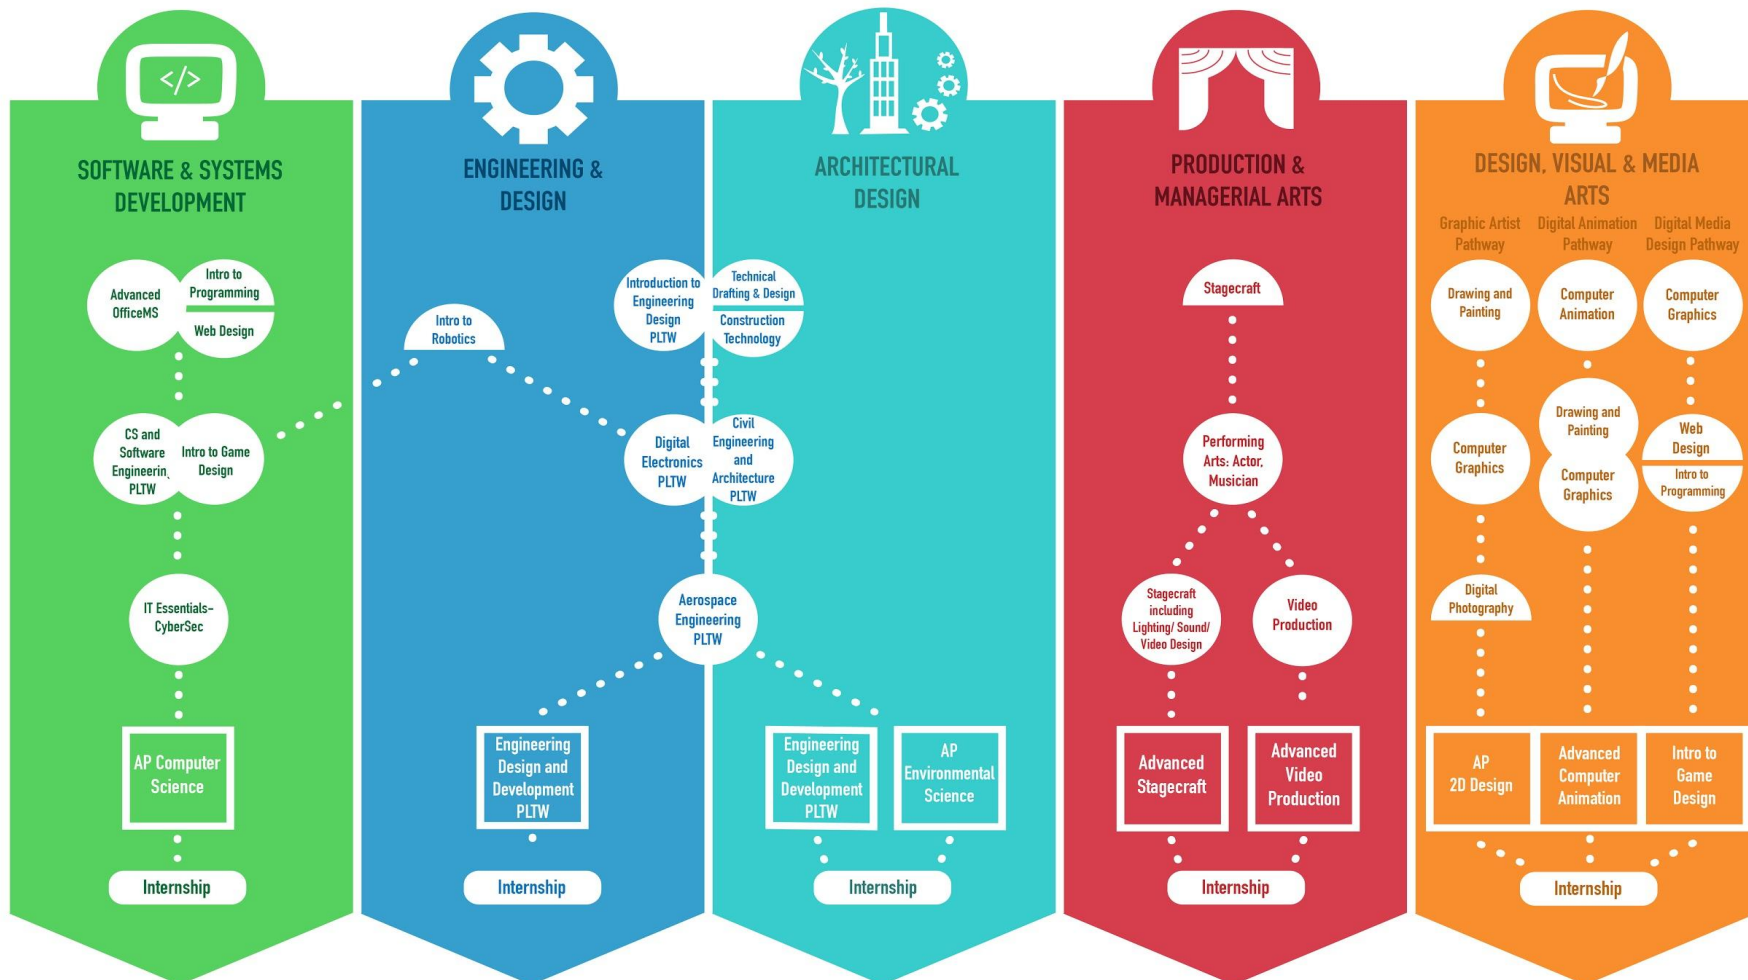 </>
SOFTWARE & SYSTEMS
DEVELOPMENT
Advanced
OfficeMS
Intro to
Programming
Web Design
CS and
Software
Engineerin
PLTW
Intro to Game
Design
IT Essentials-
CyberSec
AP Computer
Science
Internship
ENGINEERING &
DESIGN
Intro to
Robotics
Introduction to
Engineering
Design
PLTW
Technical
Drafting & Design
Construction
Technology
Digital
Electronics
PLTW
Civil
Engineering
and
Architecture
PLTW
Aerospace
Engineering
PLTW
Engineering
Design and
Development
PLTW
Internship
ARCHITECTURAL
DESIGN
Engineering
Design and
Development
PLTW
AP
Environmental
Science
Internship
PRODUCTION &
MANAGERIAL ARTS
Stagecraft
Performing
Arts: Actor,
Musician
Stagecraft
including
Lighting/ Sound/
Video Design
Video
Production
Advanced
Stagecraft
Advanced
Video
Production
Internship
DESIGN, VISUAL & MEDIA
ARTS
Graphic Artist
Pathway
Digital Animation
Pathway
Digital Media
Design Pathway
Drawing and
Painting
Computer
Animation
Computer
Graphics
Computer
Graphics
Drawing and
Painting
Computer
Graphics
Web
Design
Intro to
Programming
Digital
Photography
AP
2D Design
Advanced
Computer
Animation
Intro to
Game
Design
Internship